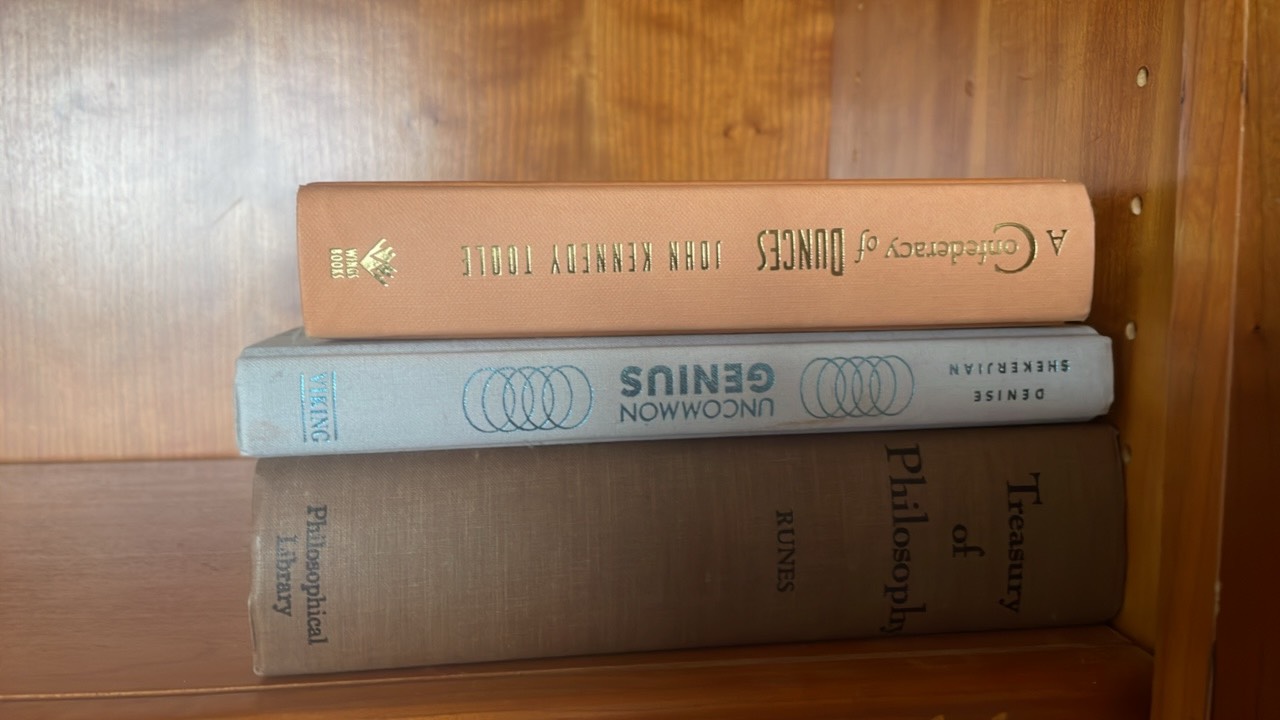 A Confederacy of DUNCES
JOHN KENNEDY TOOLE
WINGS
BOOKS
DENISE
SHEKERJIAN
UNCOMMON
GENIUS
VIKING
Treasury
of
Philosophy
RUNES
Philosophical
Library